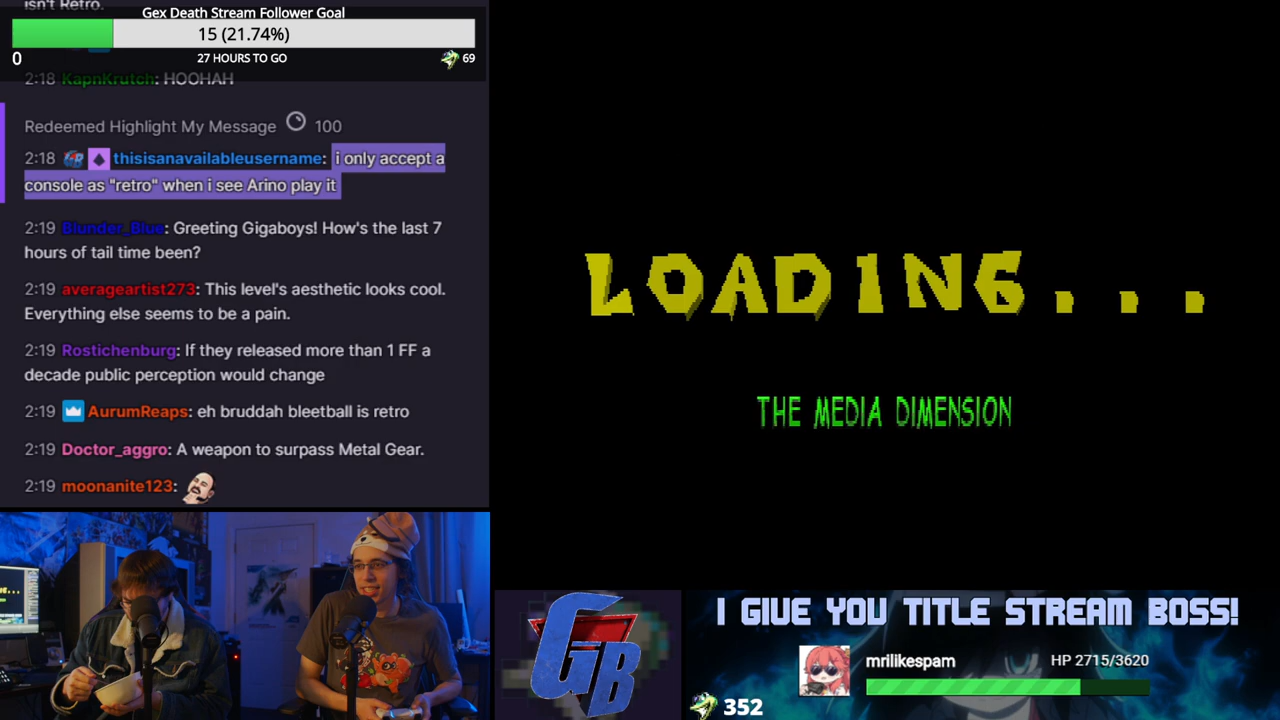 isn't Retro.
Gex Death Stream Follower Goal
15 (21.74%)
0
27 HOURS TO GO
69
2:18 KapnKrutch: HOOHAH
Redeemed Highlight My Message 100
2:18 thisisanavailableusername: i only accept a
console as "retro" when i see Arino play it
2:19 Blunder_Blue: Greeting Gigaboys! How's the last 7
hours of tail time been?
2:19 averageartist273: This level's aesthetic looks cool.
Everything else seems to be a pain.
2:19 Rostichenburg: If they released more than 1 FF a
decade public perception would change
2:19 AurumReaps: eh bruddah bleetball is retro
2:19 Doctor_aggro: A weapon to surpass Metal Gear.
2:19 moonanite123:
LOADING...
THE MEDIA DIMENSION
GB
I GIVE YOU TITLE STREAM BOSS!
mrilikespam
HP 2715/3620
352